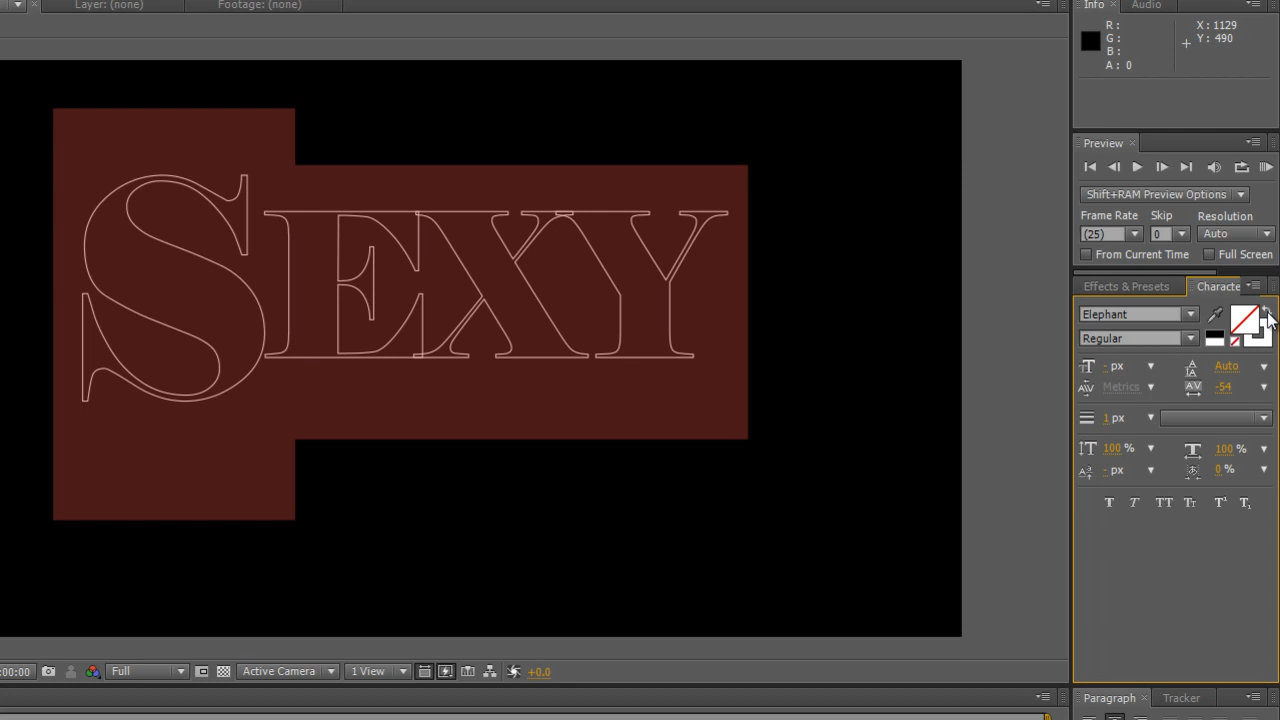 Layer: (none) Footage: (none)
Info Audio
R : X : 1129
G : Y : 490
B :
A : 0
SEXY
Preview
Shift+RAM Preview Options
Frame Rate Skip Resolution
(25) 0 Auto
From Current Time Full Screen
Effects & Presets Characte
Elephant
Regular
- px Auto
Metrics -54
1 px
100 % 100 %
- px 0 %
T T TT Tt T¹ T₁
:00:00 Full Active Camera 1 View +0.0
Paragraph Tracker